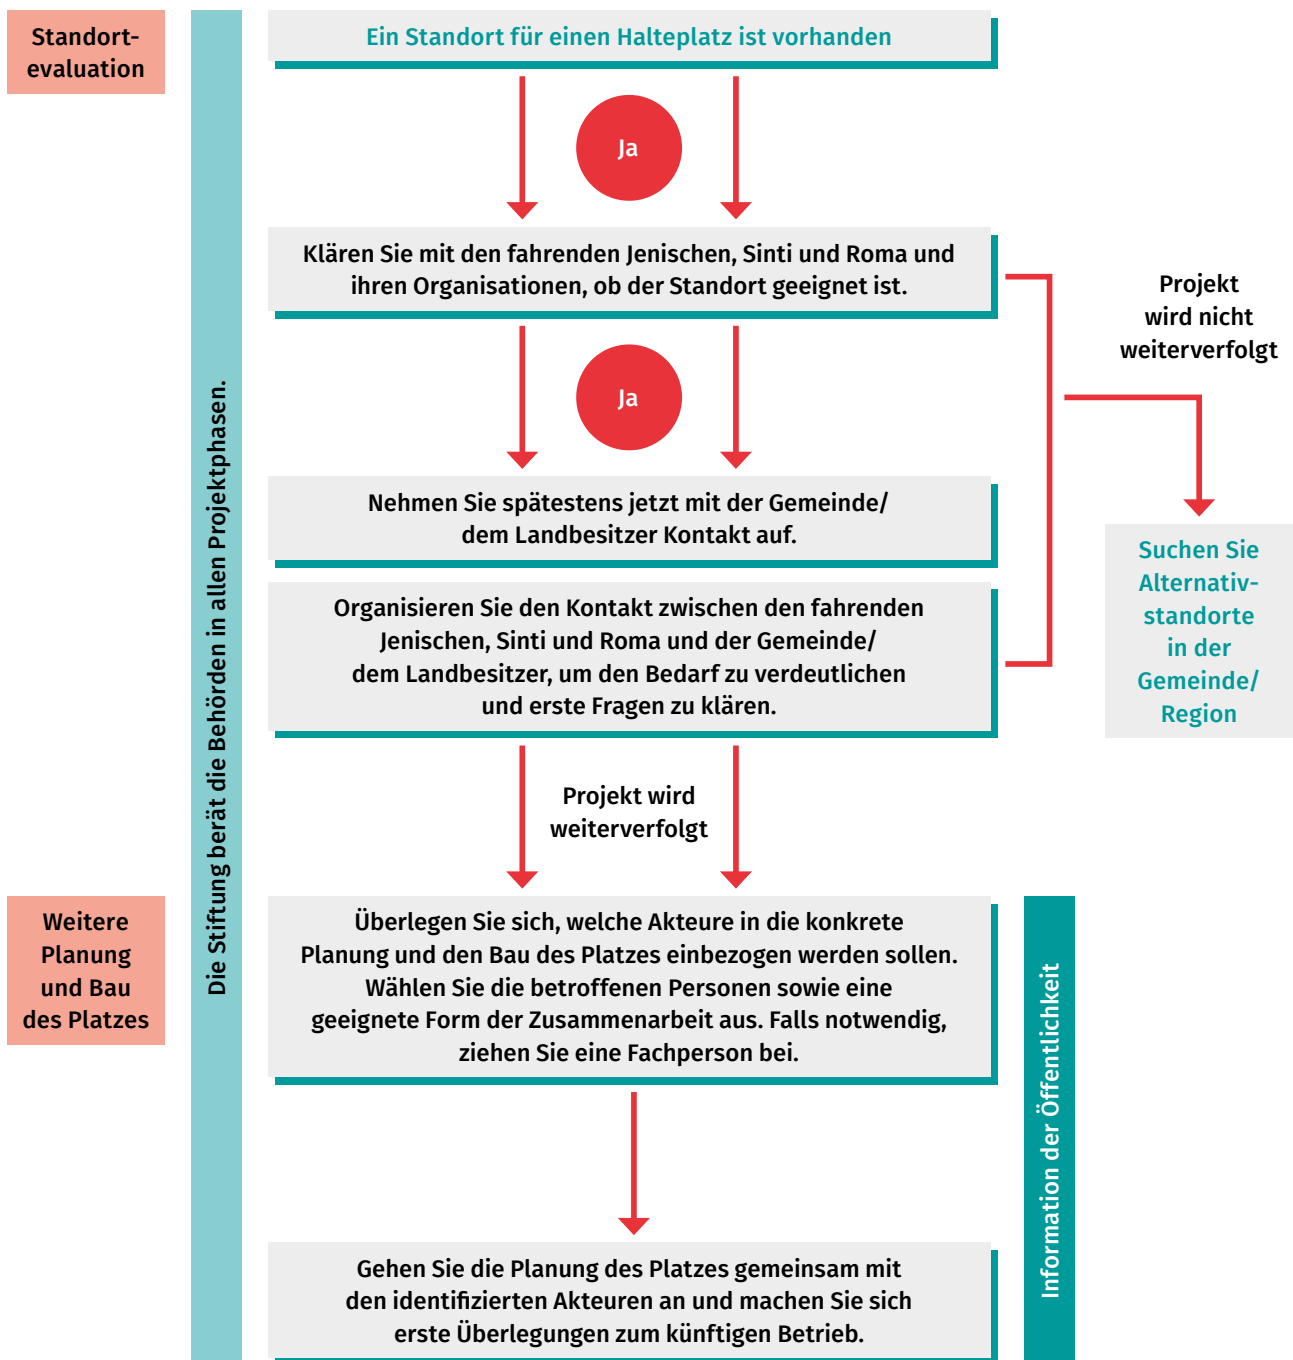 Standort-
evaluation
Ein Standort für einen Halteplatz ist vorhanden
Ja
Klären Sie mit den fahrenden Jenischen, Sinti und Roma und
ihren Organisationen, ob der Standort geeignet ist.
Projekt
wird nicht
weiterverfolgt
Ja
Nehmen Sie spätestens jetzt mit der Gemeinde/
dem Landbesitzer Kontakt auf.
Suchen Sie
Alternativ-
standorte
in der
Gemeinde/
Region
Organisieren Sie den Kontakt zwischen den fahrenden
Jenischen, Sinti und Roma und der Gemeinde/
dem Landbesitzer, um den Bedarf zu verdeutlichen
und erste Fragen zu klären.
Die Stiftung berät die Behörden in allen Projektphasen.
Projekt wird
weiterverfolgt
Weitere
Planung
und Bau
des Platzes
Überlegen Sie sich, welche Akteure in die konkrete
Planung und den Bau des Platzes einbezogen werden sollen.
Wählen Sie die betroffenen Personen sowie eine
geeignete Form der Zusammenarbeit aus. Falls notwendig,
ziehen Sie eine Fachperson bei.
Information der Öffentlichkeit
Gehen Sie die Planung des Platzes gemeinsam mit
den identifizierten Akteuren an und machen Sie sich
erste Überlegungen zum künftigen Betrieb.